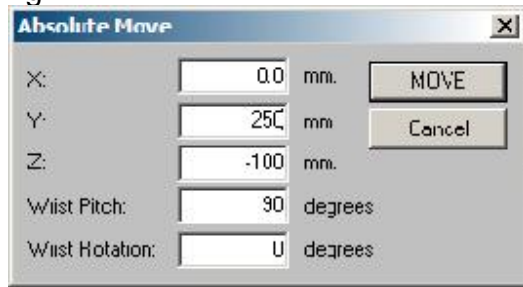 Absolute Move
X: 0.0 mm. MOVE
Y: 250 mm Cancel
Z: -100 mm.
Wrist Pitch: 90 degrees
Wrist Rotation: 0 degrees